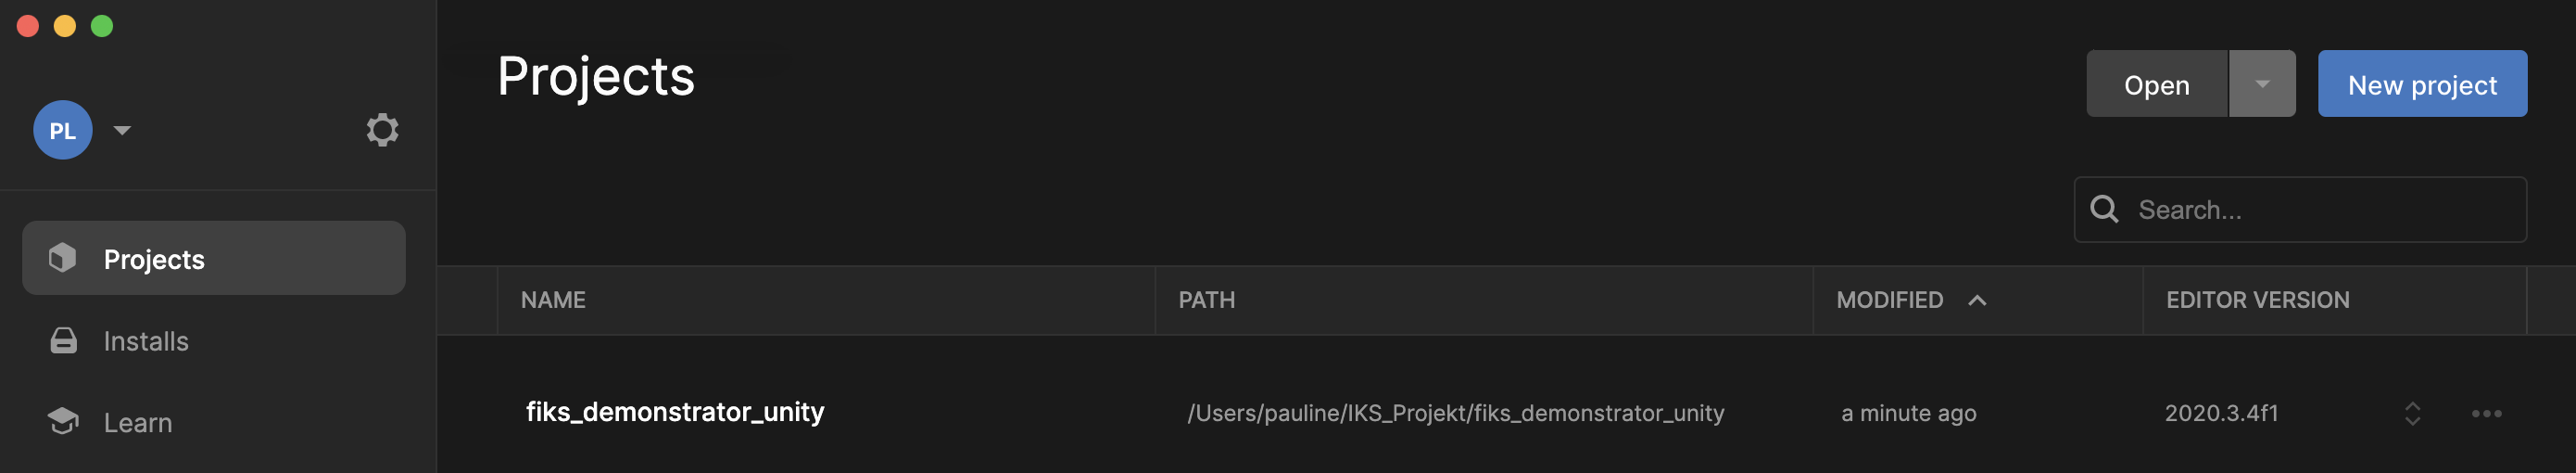 PL
Projects
Installs
Learn
Projects
Open
New project
Search...
NAME PATH MODIFIED EDITOR VERSION
fiks_demonstrator_unity /Users/pauline/IKS_Projekt/fiks_demonstrator_unity a minute ago 2020.3.4f1